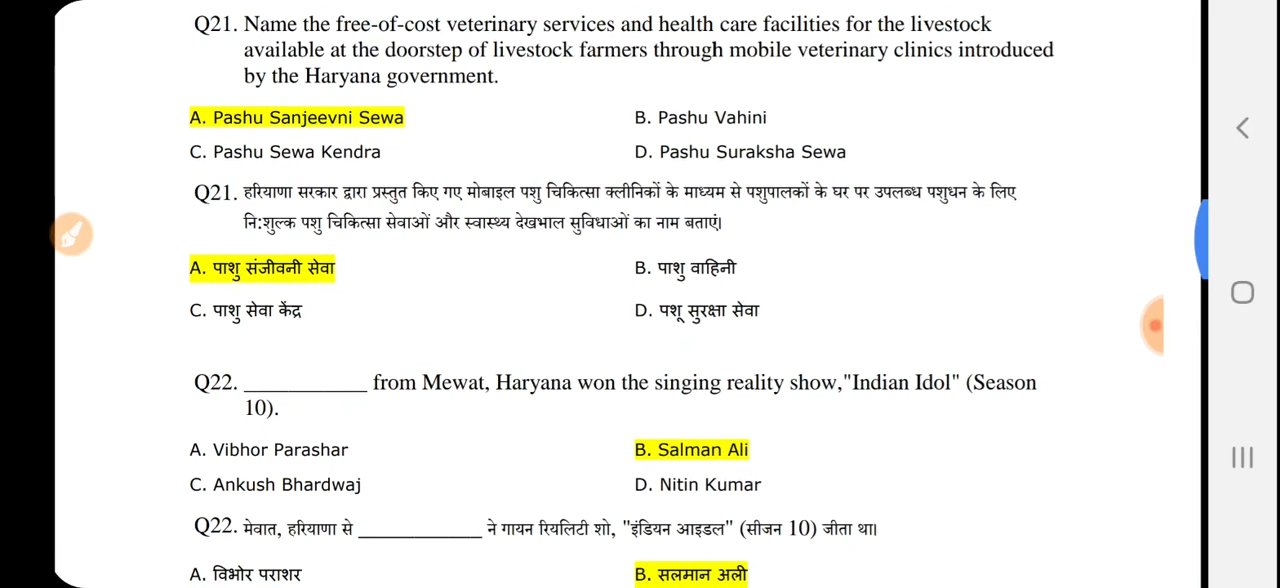 Q21. Name the free-of-cost veterinary services and health care facilities for the livestock
available at the doorstep of livestock farmers through mobile veterinary clinics introduced
by the Haryana government.
A. Pashu Sanjeevni Sewa B. Pashu Vahini
C. Pashu Sewa Kendra D. Pashu Suraksha Sewa
Q21. हरियाणा सरकार द्वारा प्रस्तुत किए गए मोबाइल पशु चिकित्सा क्लीनिकों के माध्यम से पशुपालकों के घर पर उपलब्ध पशुधन के लिए
नि:शुल्क पशु चिकित्सा सेवाओं और स्वास्थ्य देखभाल सुविधाओं का नाम बताएं।
A. पाशु संजीवनी सेवा B. पाशु वाहिनी
C. पाशु सेवा केंद्र D. पशू सुरक्षा सेवा
Q22. ___________ from Mewat, Haryana won the singing reality show,"Indian Idol" (Season
10).
A. Vibhor Parashar B. Salman Ali
C. Ankush Bhardwaj D. Nitin Kumar
Q22. मेवात, हरियाणा से ___________ ने गायन रियलिटी शो, "इंडियन आइडल" (सीजन 10) जीता था।
A. विभोर पराशर B. सलमान अली